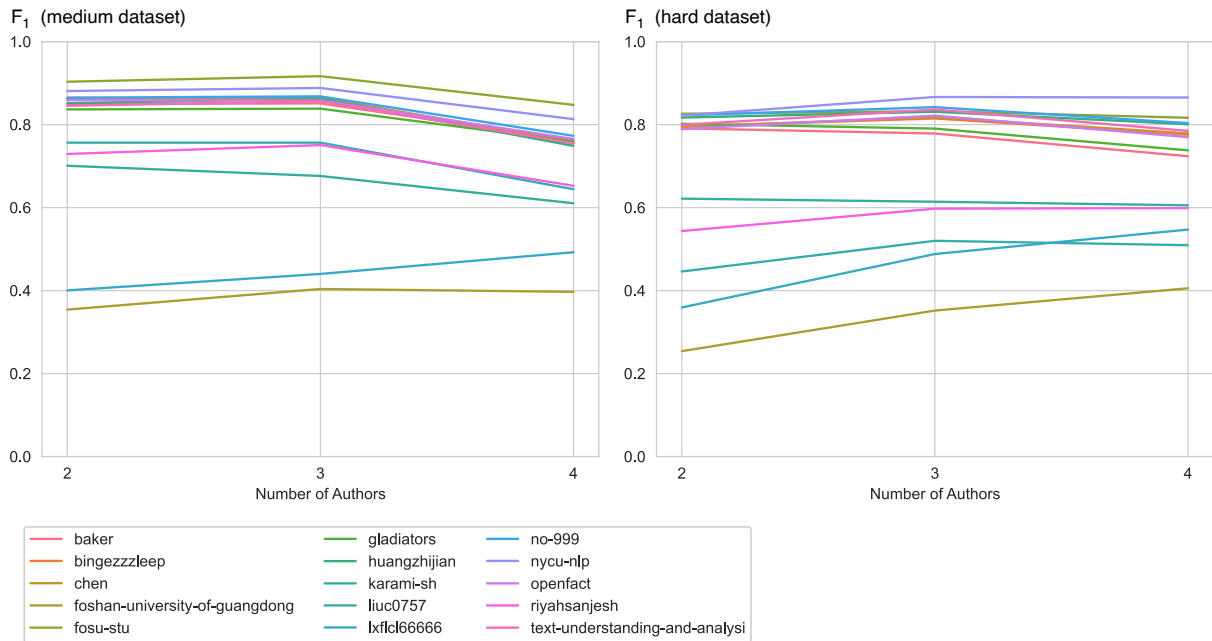 F1 (medium dataset)
1.0
0.8
0.6
0.4
0.2
0.0
2 3 4
Number of Authors
F1 (hard dataset)
1.0
0.8
0.6
0.4
0.2
0.0
2 3 4
Number of Authors
baker
bingezzzleep
chen
foshan-university-of-guangdong
fosu-stu
gladiators
huangzhijian
karami-sh
liuc0757
lxflcl66666
no-999
nycu-nlp
openfact
riyahsanjesh
text-understanding-and-analysi